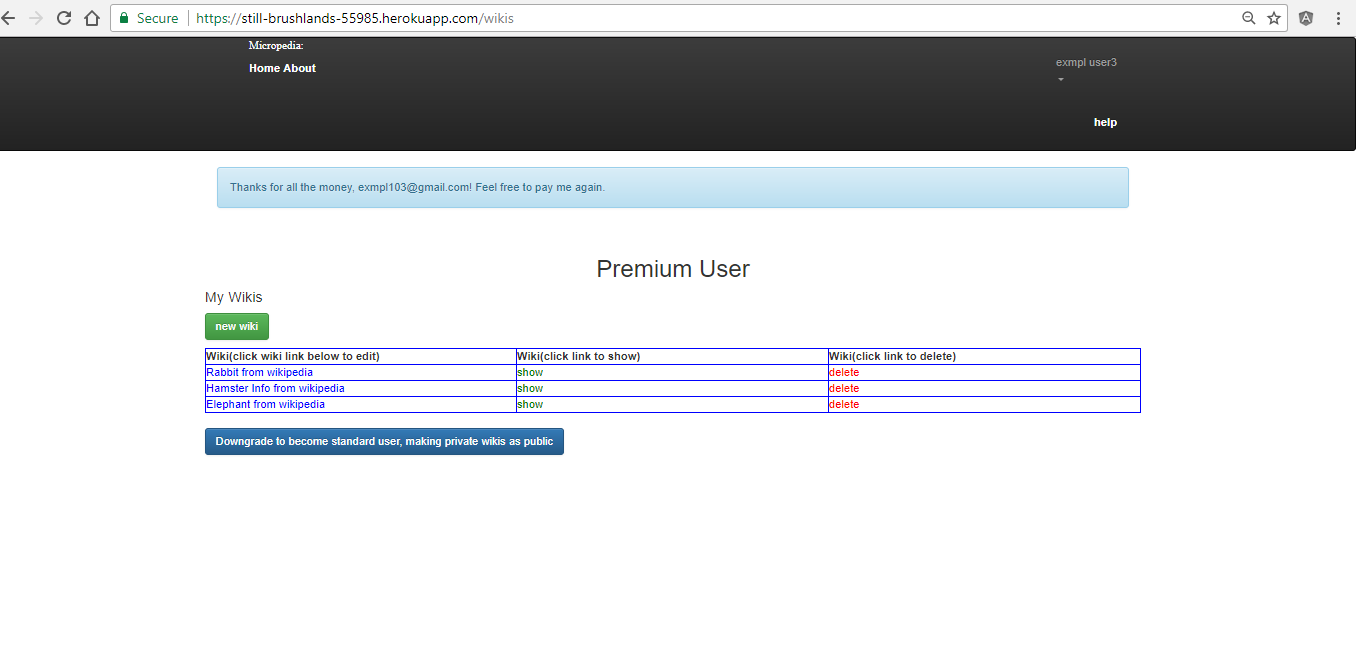 Secure https://still-brushlands-55985.herokuapp.com/wikis
Micropedia:
Home About
exmpl user3
help
Thanks for all the money, exmpl103@gmail.com! Feel free to pay me again.
Premium User
My Wikis
new wiki
Wiki(click wiki link below to edit) Wiki(click link to show) Wiki(click link to delete)
Rabbit from wikipedia show delete
Hamster Info from wikipedia show delete
Elephant from wikipedia show delete
Downgrade to become standard user, making private wikis as public